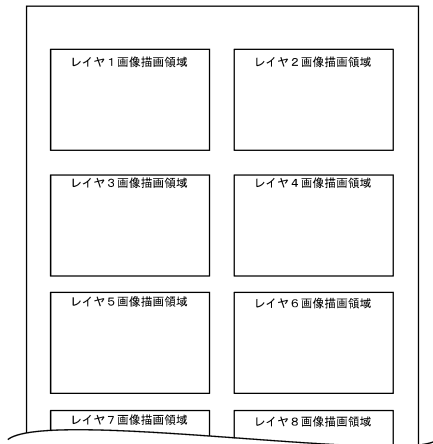 レイヤ１画像描画領域
レイヤ２画像描画領域
レイヤ３画像描画領域
レイヤ４画像描画領域
レイヤ５画像描画領域
レイヤ６画像描画領域
レイヤ７画像描画領域
レイヤ８画像描画領域